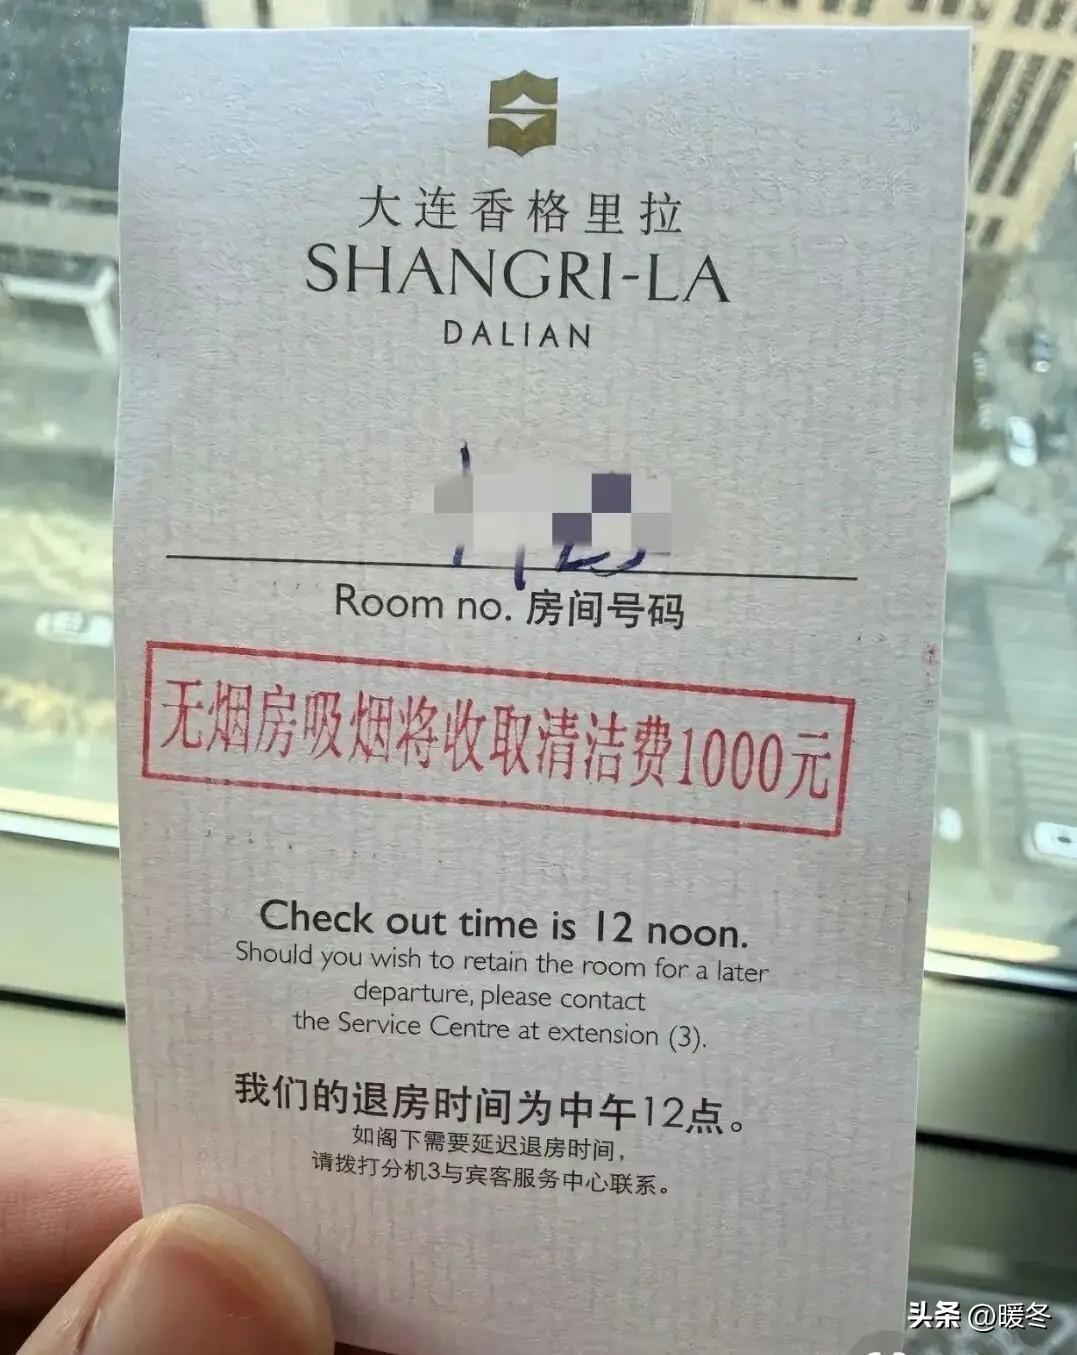 大连香格里拉
SHANGRI-LA
DALIAN
Room no. 房间号码
无烟房吸烟将收取清洁费1000元
Check out time is 12 noon.
Should you wish to retain the room for a later
departure, please contact
the Service Centre at extension (3).
我们的退房时间为中午12点。
如阁下需要延迟退房时间，
请拨打分机3与宾客服务中心联系。
头条 @暖冬